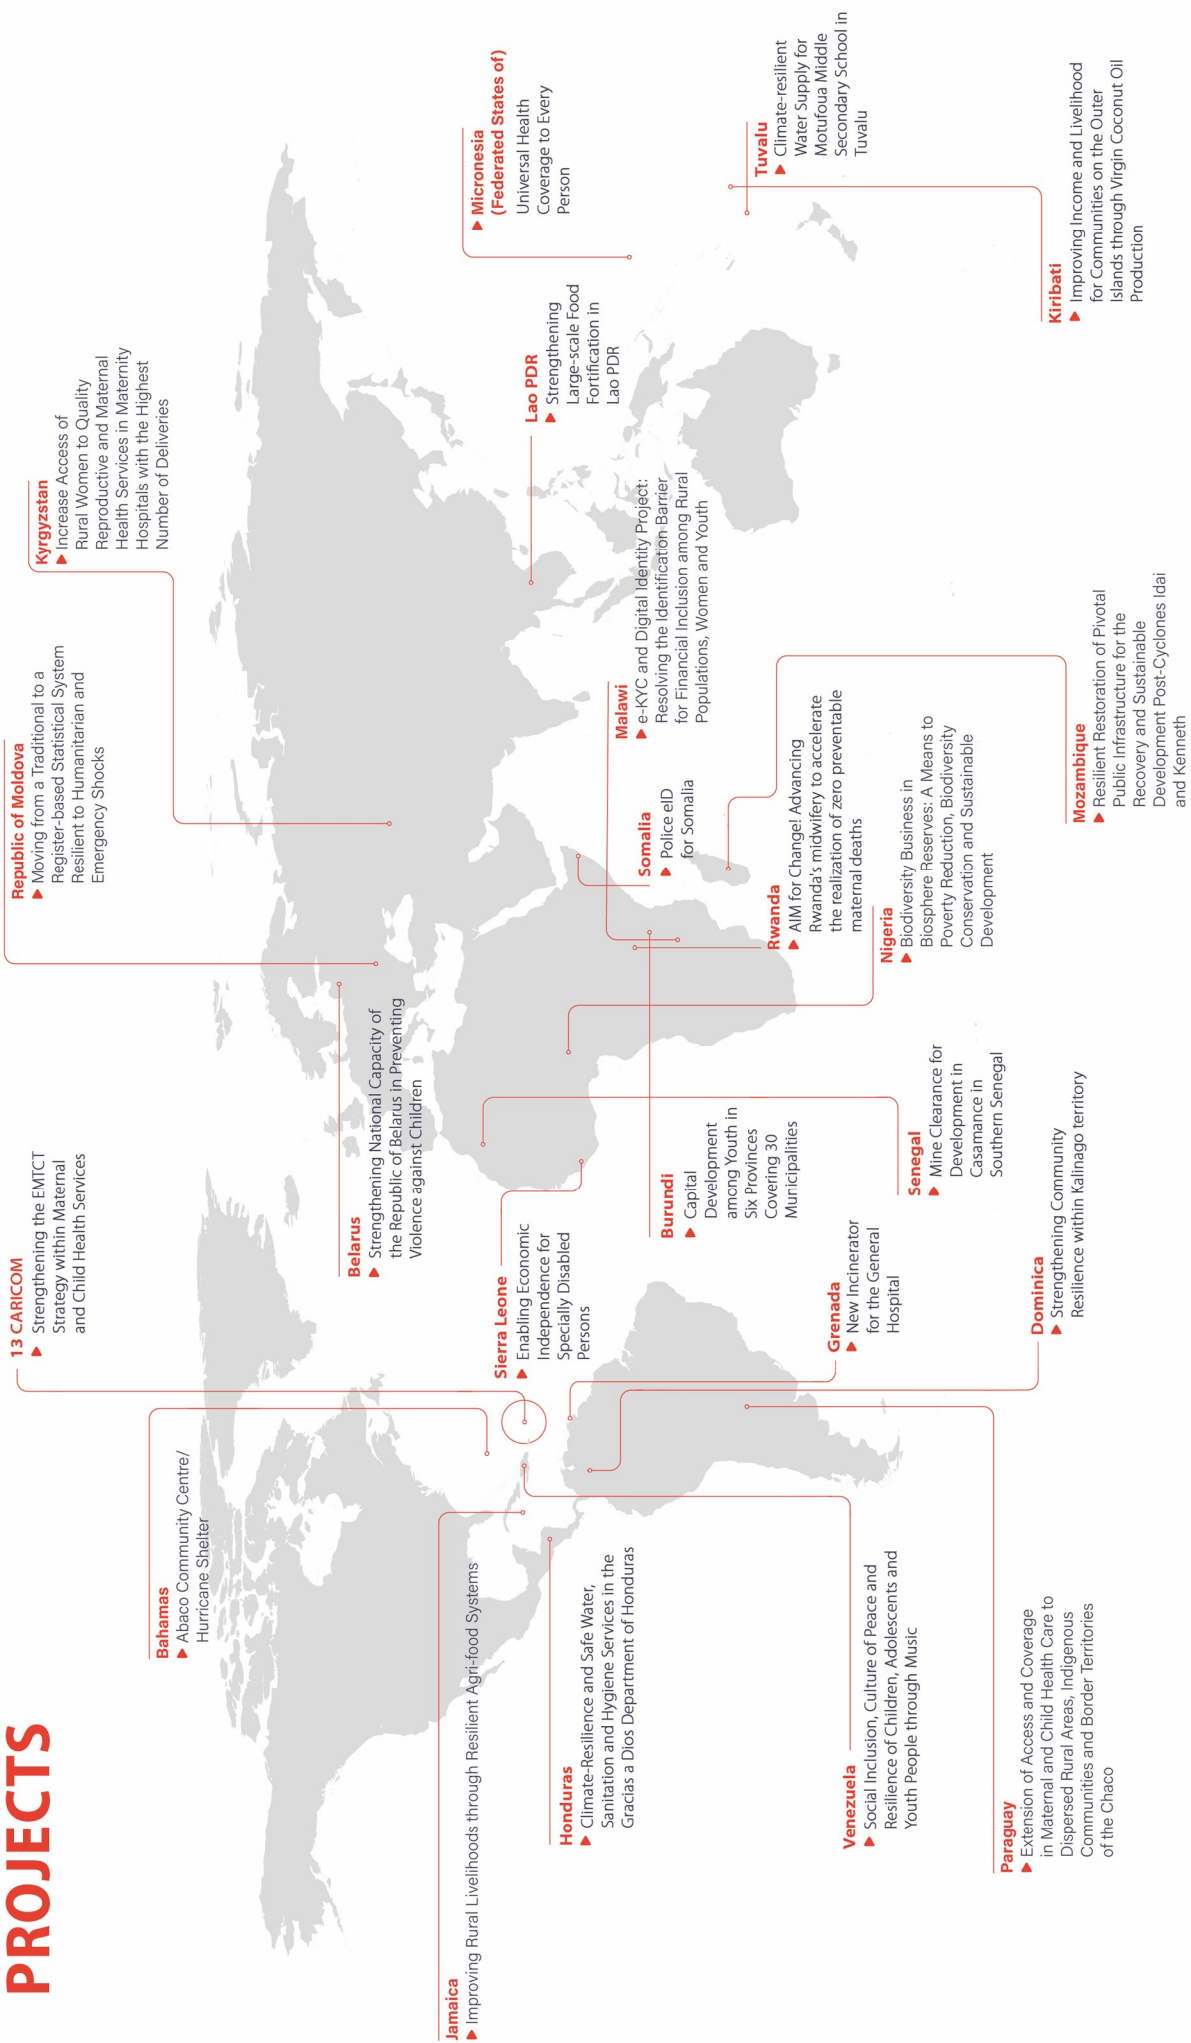 PROJECTS
13 CARICOM
Strengthening the EMTCT
Strategy within Maternal
and Child Health Services
Republic of Moldova
Moving from a Traditional to a
Register-based Statistical System
Resilient to Humanitarian and
Emergency Shocks
Kyrgyzstan
Increase Access of
Rural Women to Quality
Reproductive and Maternal
Health Services in Maternity
Hospitals with the Highest
Number of Deliveries
Bahamas
Abaco Community Centre/
Hurricane Shelter
Belarus
Strengthening National Capacity of
the Republic of Belarus in Preventing
Violence against Children
Micronesia
(Federated States of)
Universal Health
Coverage to Every
Person
Jamaica
Improving Rural Livelihoods through Resilient Agri-food Systems
Sierra Leone
Enabling Economic
Independence for
Specially Disabled
Persons
Lao PDR
Strengthening
Large-scale Food
Fortification in
Lao PDR
Honduras
Climate-Resilience and Safe Water,
Sanitation and Hygiene Services in the
Gracias a Dios Department of Honduras
Malawi
e-KYC and Digital Identity Project:
Resolving the Identification Barrier
for Financial Inclusion among Rural
Populations, Women and Youth
Somalia
Police eID
for Somalia
Burundi
Capital
Development
among Youth in
Six Provinces
Covering 30
Municipalities
Tuvalu
Climate-resilient
Water Supply for
Motufoua Middle
Secondary School in
Tuvalu
Rwanda
AIM for Change! Advancing
Rwanda's midwifery to accelerate
the realization of zero preventable
maternal deaths
Grenada
New Incinerator
for the General
Hospital
Venezuela
Social Inclusion, Culture of Peace and
Resilience of Children, Adolescents and
Youth People through Music
Nigeria
Biodiversity Business in
Biosphere Reserves: A Means to
Poverty Reduction, Biodiversity
Conservation and Sustainable
Development
Senegal
Mine Clearance for
Development in
Casamance in
Southern Senegal
Paraguay
Extension of Access and Coverage
in Maternal and Child Health Care to
Dispersed Rural Areas, Indigenous
Communities and Border Territories
of the Chaco
Dominica
Strengthening Community
Resilience within Kalinago territory
Mozambique
Resilient Restoration of Pivotal
Public Infrastructure for the
Recovery and Sustainable
Development Post-Cyclones Idai
and Kenneth
Kiribati
Improving Income and Livelihood
for Communities on the Outer
Islands through Virgin Coconut Oil
Production